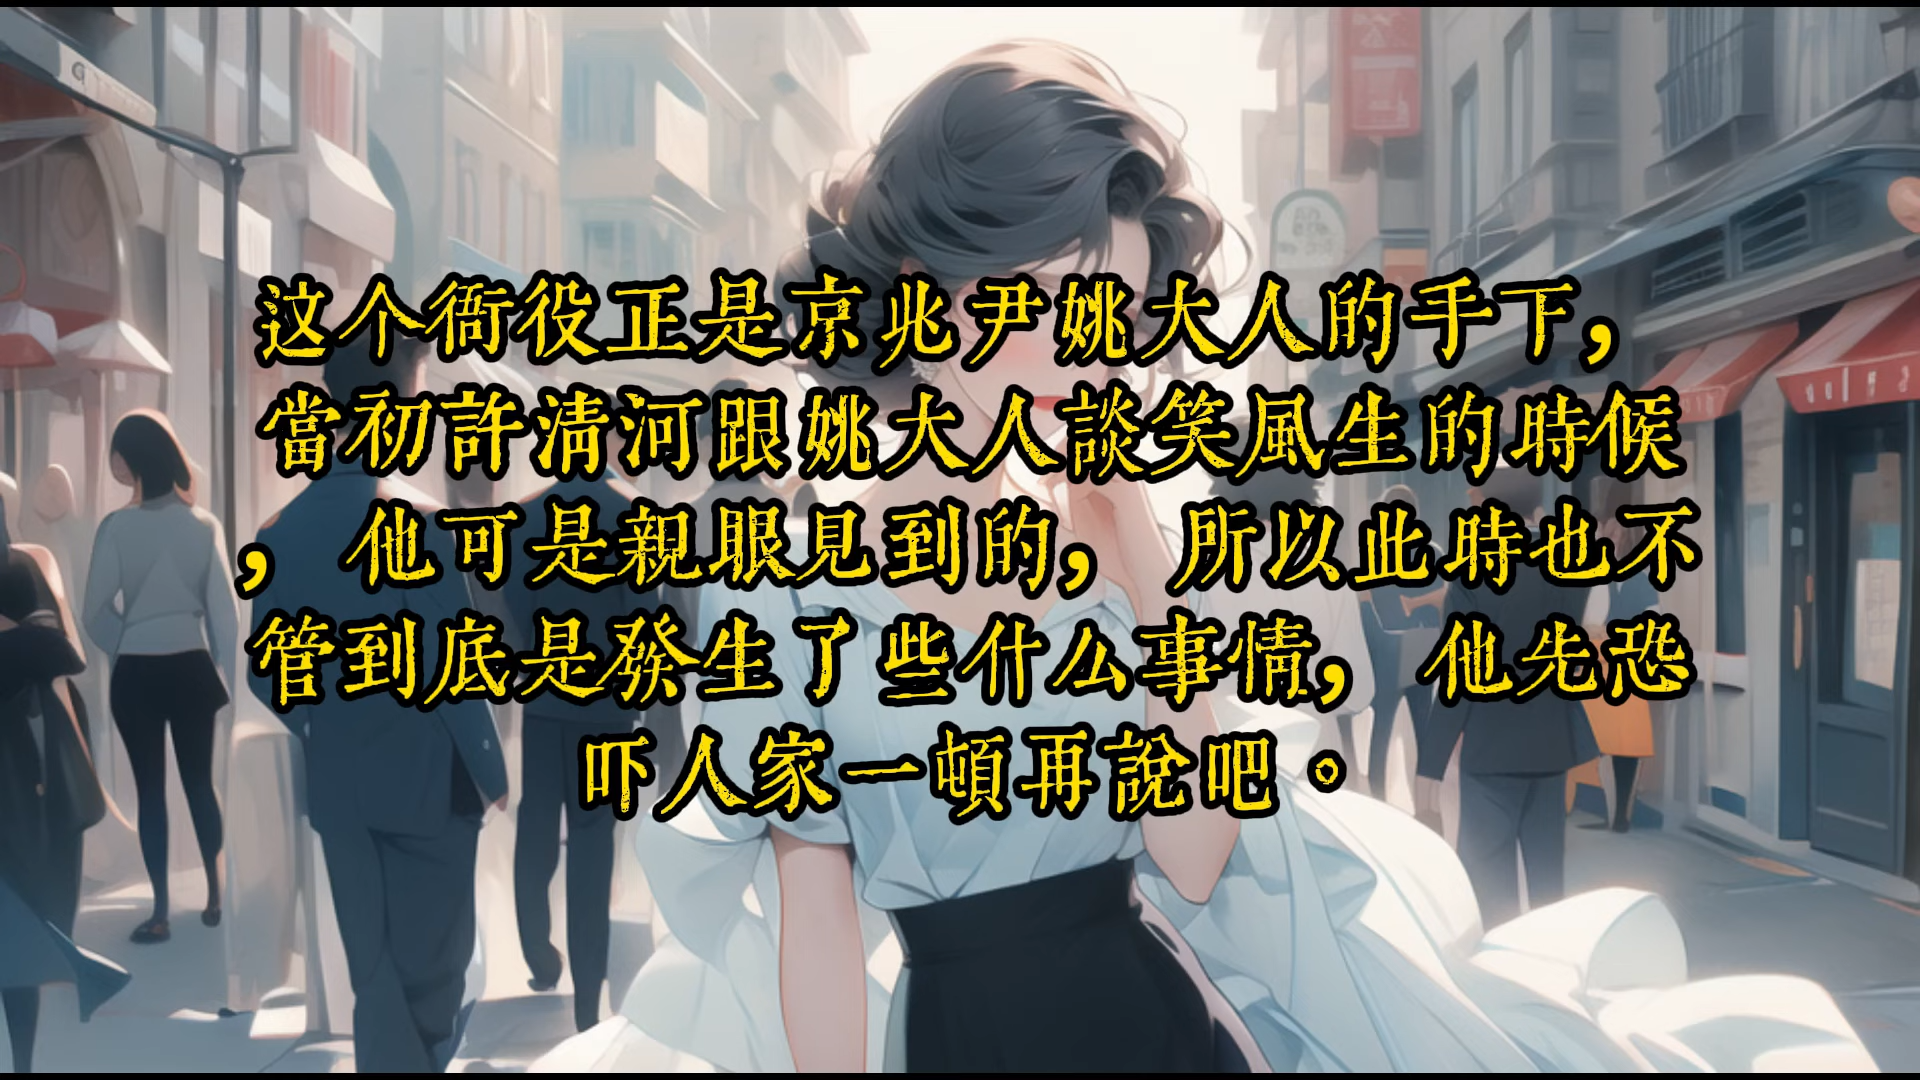 这个衙役正是京兆尹姚大人的手下，
當初許清河跟姚大人談笑風生的時候
，他可是親眼見到的，所以此時也不
管到底是發生了些什么事情，他先恐
吓人家一頓再說吧。